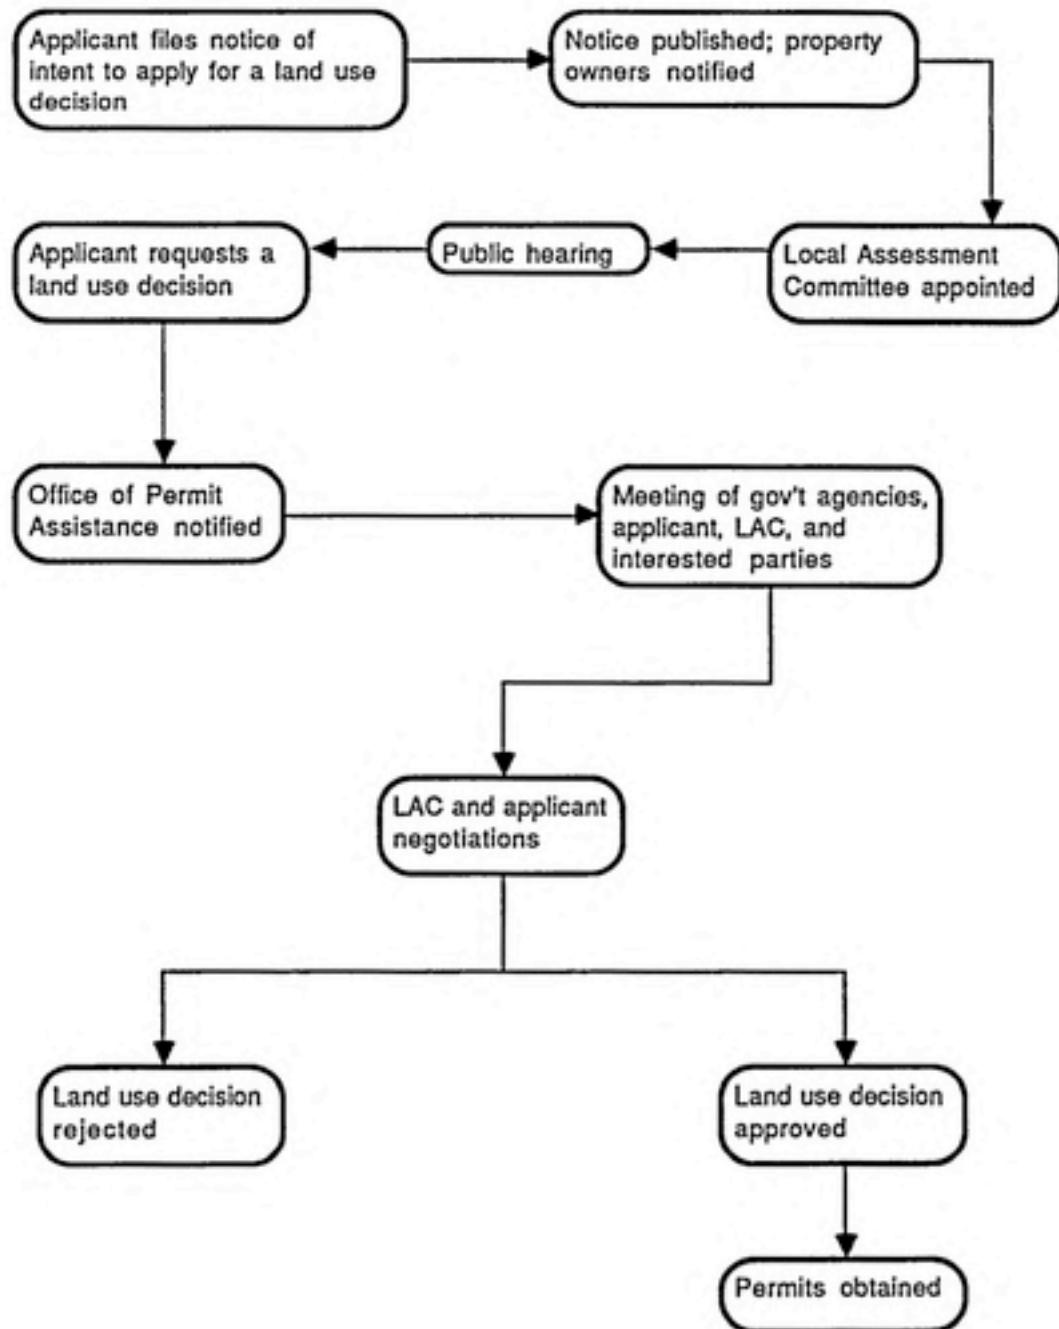 Applicant files notice of
intent to apply for a land use
decision
Notice published; property
owners notified
Local Assessment
Committee appointed
Public hearing
Applicant requests a
land use decision
Office of Permit
Assistance notified
Meeting of gov't agencies,
applicant, LAC, and
interested parties
LAC and applicant
negotiations
Land use decision
rejected
Land use decision
approved
Permits obtained